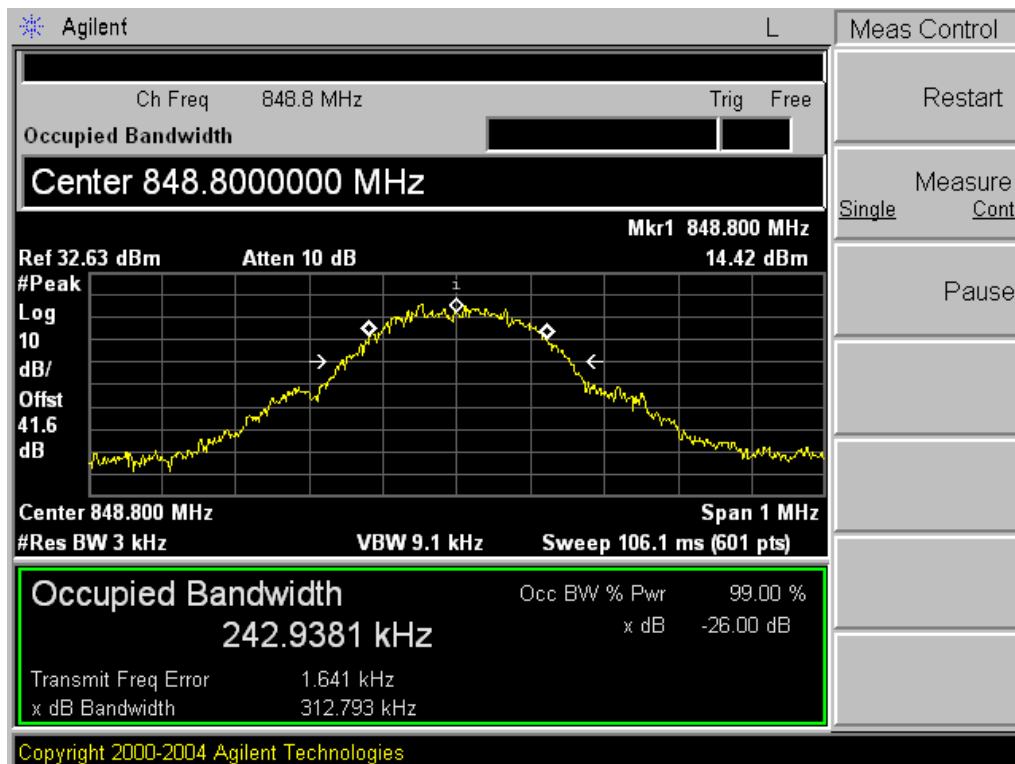 Agilent L Meas Control
Ch Freq 848.8 MHz Trig Free
Occupied Bandwidth
Center 848.8000000 MHz
Mkr1 848.800 MHz
Ref 32.63 dBm Atten 10 dB 14.42 dBm
#Peak
Log
10
dB/
Offst
41.6
dB
1
Center 848.800 MHz Span 1 MHz
#Res BW 3 kHz VBW 9.1 kHz Sweep 106.1 ms (601 pts)
Occupied Bandwidth Occ BW % Pwr 99.00 %
242.9381 kHz x dB -26.00 dB
Transmit Freq Error 1.641 kHz
x dB Bandwidth 312.793 kHz
Copyright 2000-2004 Agilent Technologies
Restart
Measure
Single Cont
Pause